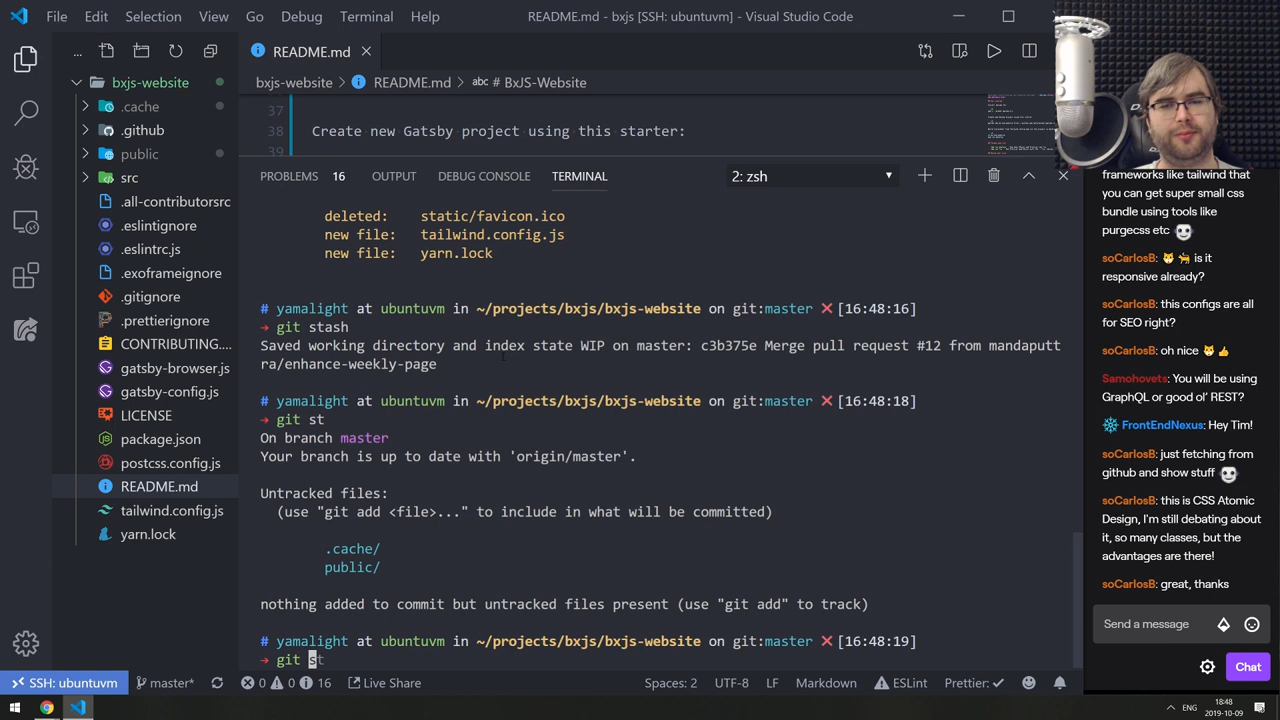 File Edit Selection View Go Debug Terminal Help
README.md - bxjs [SSH: ubuntuvm] - Visual Studio Code
...
README.md
bxjs-website
bxjs-website > README.md > abc # BxJS-Website
.cache
.github
public
src
.all-contributorsrc
.eslintignore
.eslintrc.js
.exoframeignore
.gitignore
.prettierignore
CONTRIBUTING....
gatsby-browser.js
gatsby-config.js
LICENSE
package.json
postcss.config.js
README.md
tailwind.config.js
yarn.lock
37
38 Create new Gatsby project using this starter:
39
PROBLEMS 16 OUTPUT DEBUG CONSOLE TERMINAL 2: zsh
deleted: static/favicon.ico
new file: tailwind.config.js
new file: yarn.lock
# yamalight at ubuntuvm in ~/projects/bxjs/bxjs-website on git:master ❌ [16:48:16]
→ git stash
Saved working directory and index state WIP on master: c3b375e Merge pull request #12 from mandaputt
ra/enhance-weekly-page
# yamalight at ubuntuvm in ~/projects/bxjs/bxjs-website on git:master ❌ [16:48:18]
→ git st
On branch master
Your branch is up to date with 'origin/master'.
Untracked files:
(use "git add <file>..." to include in what will be committed)
.cache/
public/
nothing added to commit but untracked files present (use "git add" to track)
# yamalight at ubuntuvm in ~/projects/bxjs/bxjs-website on git:master ❌ [16:48:19]
→ git st
SSH: ubuntuvm master* 0 0 16 Live Share Spaces: 2 UTF-8 LF Markdown ESLint Prettier: ✓
frameworks like tailwind that
you can get super small css
bundle using tools like
purgecss etc
soCarlosB: is it
responsive already?
soCarlosB: this configs are all
for SEO right?
soCarlosB: oh nice
Samohovets: You will be using
GraphQL or good ol' REST?
FrontEndNexus: Hey Tim!
soCarlosB: just fetching from
github and show stuff
soCarlosB: this is CSS Atomic
Design, I'm still debating about
it, so many classes, but the
advantages are there!
soCarlosB: great, thanks
Send a message
Chat
ENG
18:48
2019-10-09